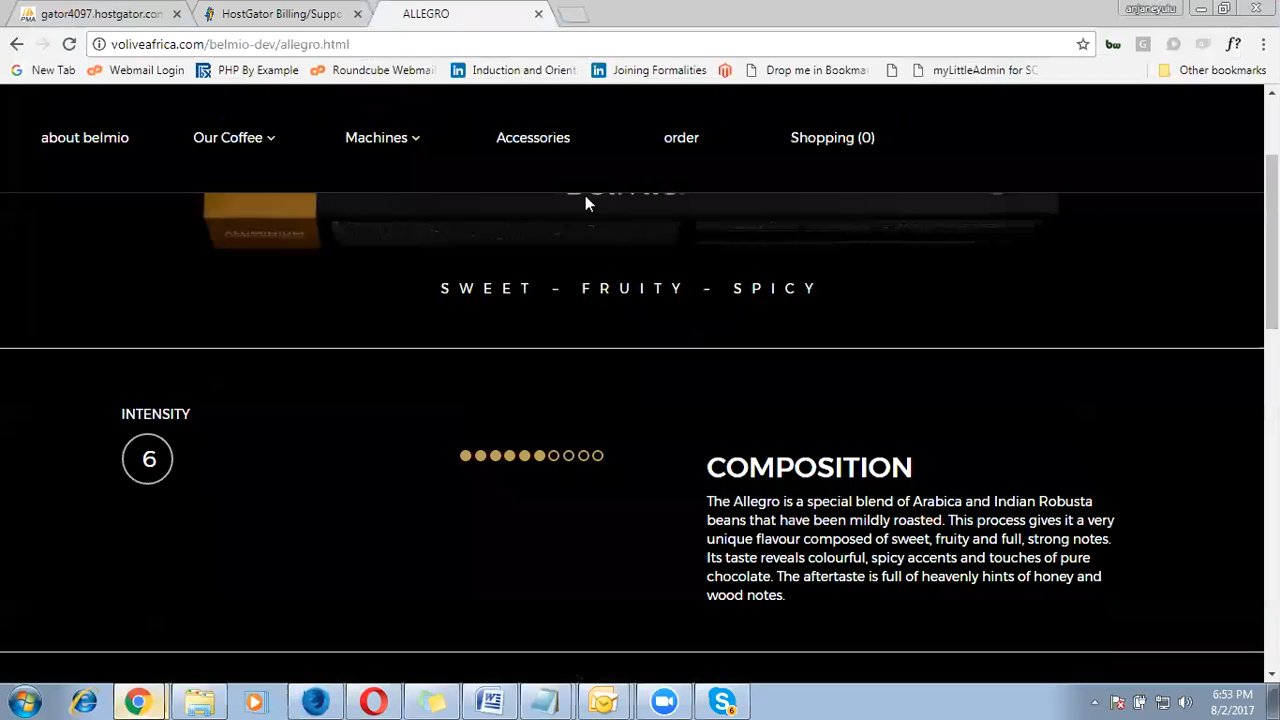 gator4097.hostgator.con
HostGator Billing/Suppo
ALLEGRO
anjaneyulu
voliveafrica.com/belmio-dev/allegro.html
New Tab
Webmail Login
PHP By Example
Roundcube Webmai
Induction and Orient
Joining Formalities
Drop me in Bookma
myLittleAdmin for SC
Other bookmarks
about belmio
Our Coffee
Machines
Accessories
order
Shopping (0)
ALUMINIUM
SWEET – FRUITY – SPICY
INTENSITY
6
COMPOSITION
The Allegro is a special blend of Arabica and Indian Robusta
beans that have been mildly roasted. This process gives it a very
unique flavour composed of sweet, fruity and full, strong notes.
Its taste reveals colourful, spicy accents and touches of pure
chocolate. The aftertaste is full of heavenly hints of honey and
wood notes.
6:53 PM
8/2/2017